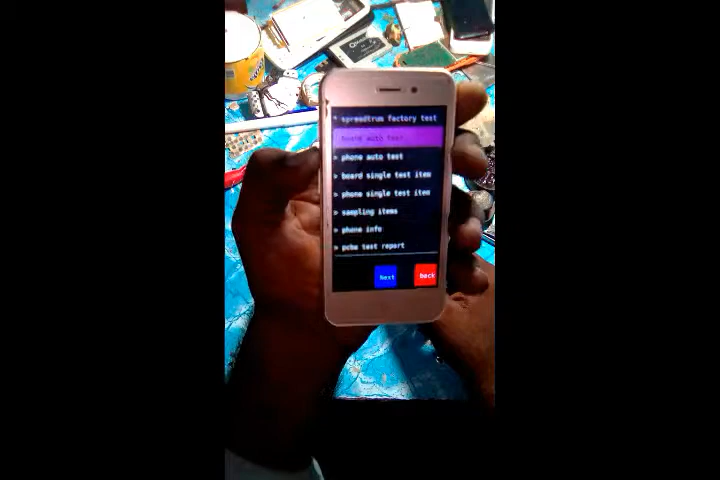 * spreedtrum factory test
board auto test
> phone auto test
> board single test item
> phone single test item
> sampling items
> phone info
> pcba test report
Next
back